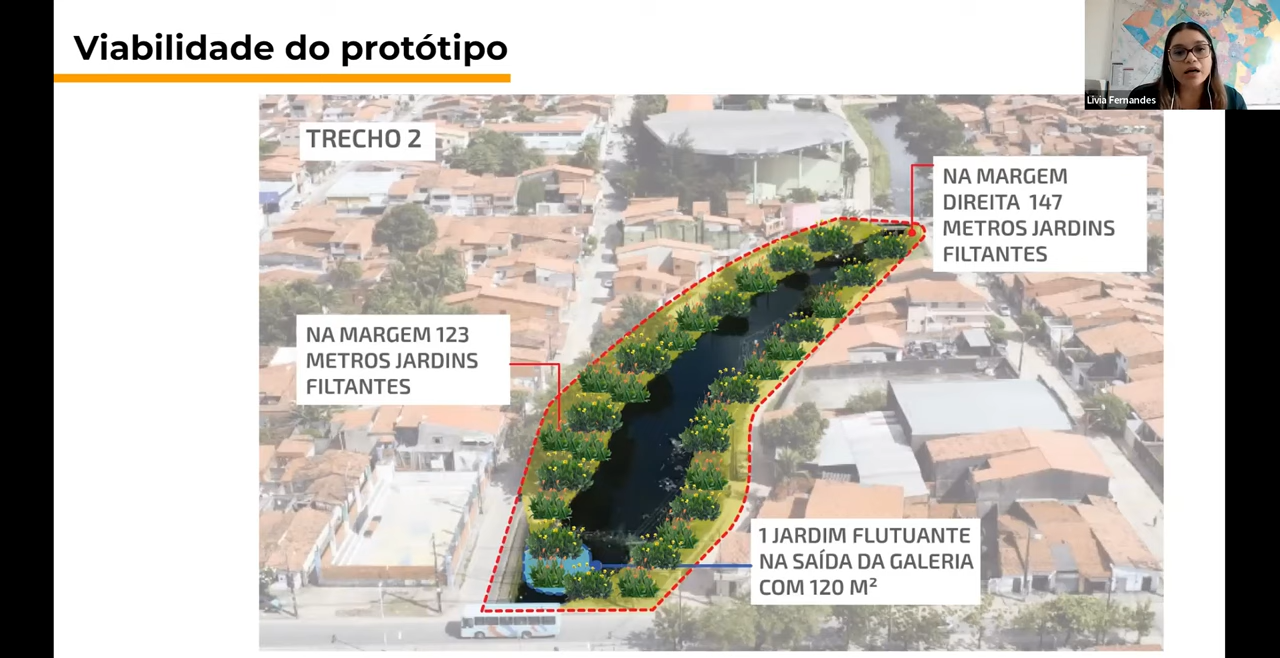 Viabilidade do protótipo
Livia Fernandes
TRECHO 2
NA MARGEM
DIREITA 147
METROS JARDINS
FILTANTES
NA MARGEM 123
METROS JARDINS
FILTANTES
1 JARDIM FLUTUANTE
NA SAÍDA DA GALERIA
COM 120 M²